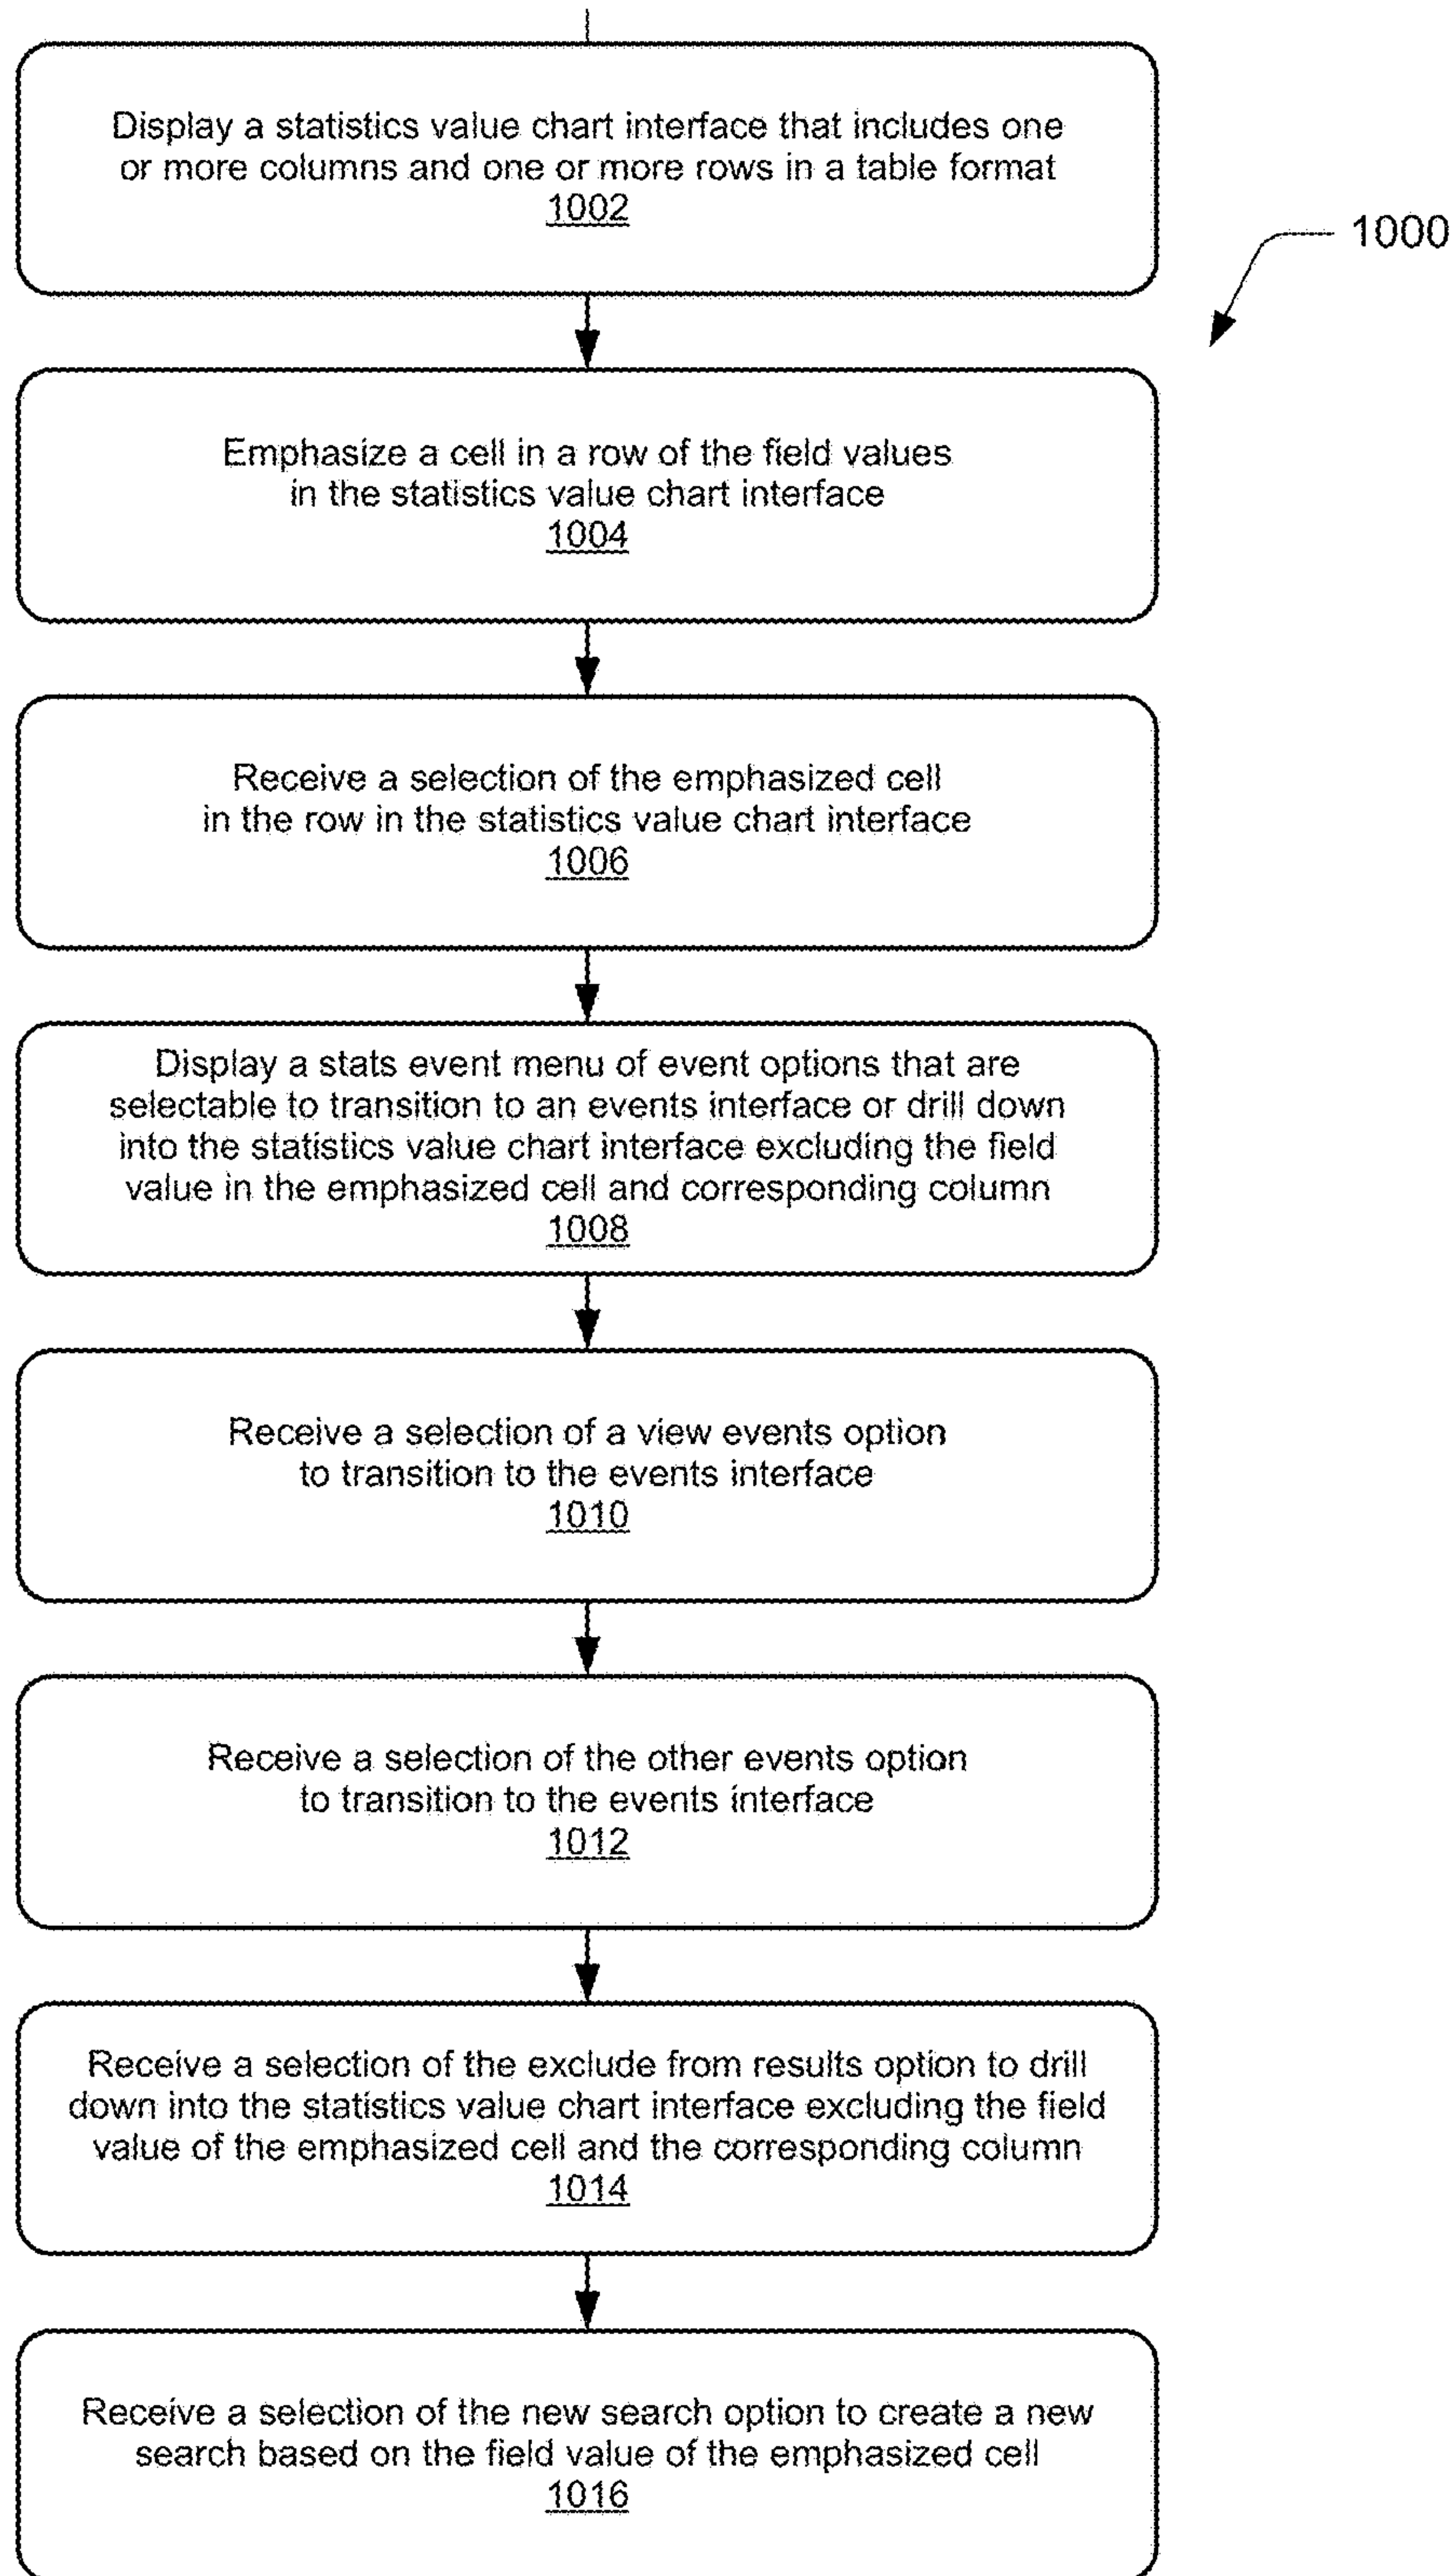 Display a statistics value chart interface that includes one
or more columns and one or more rows in a table format
1002
1000
Emphasize a cell in a row of the field values
in the statistics value chart interface
1004
Receive a selection of the emphasized cell
in the row in the statistics value chart interface
1006
Display a stats event menu of event options that are
selectable to transition to an events interface or drill down
into the statistics value chart interface excluding the field
value in the emphasized cell and corresponding column
1008
Receive a selection of a view events option
to transition to the events interface
1010
Receive a selection of the other events option
to transition to the events interface
1012
Receive a selection of the exclude from results option to drill
down into the statistics value chart interface excluding the field
value of the emphasized cell and the corresponding column
1014
Receive a selection of the new search option to create a new
search based on the field value of the emphasized cell
1016